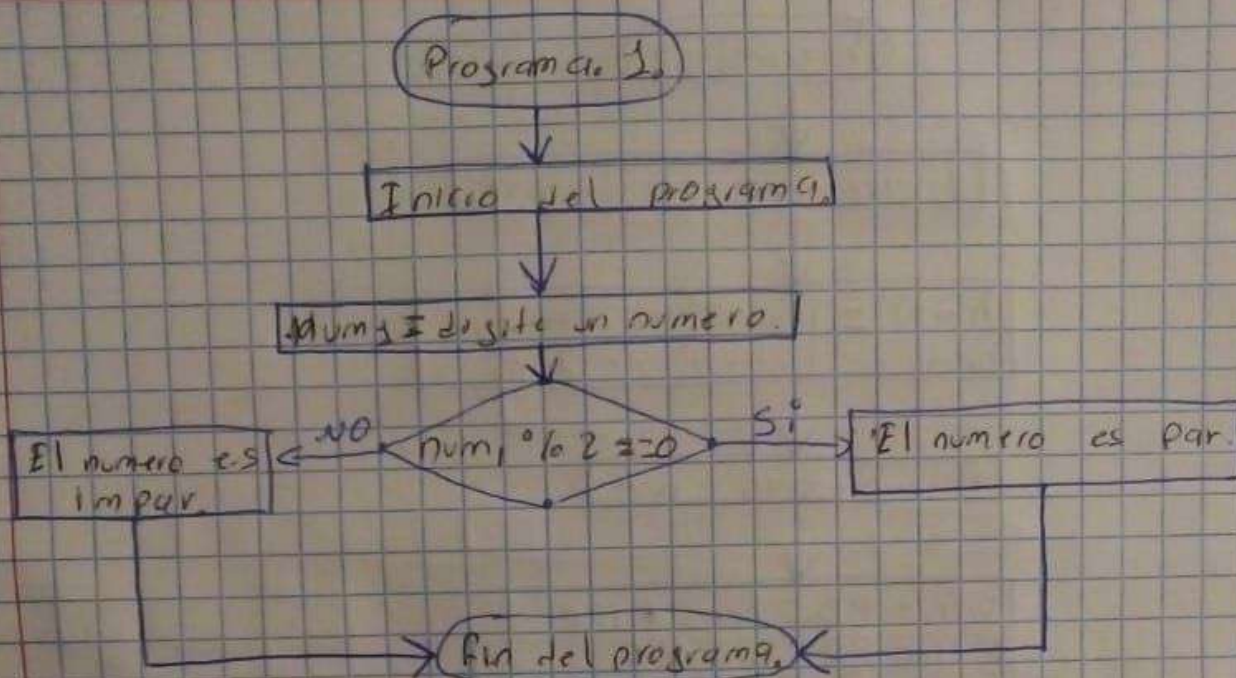 Programa 1.
Inicio del programa.
num1 = digite un numero.
num1 % 2 ==0
NO
Si
El numero es
impar.
El numero es Par.
fin del programa.